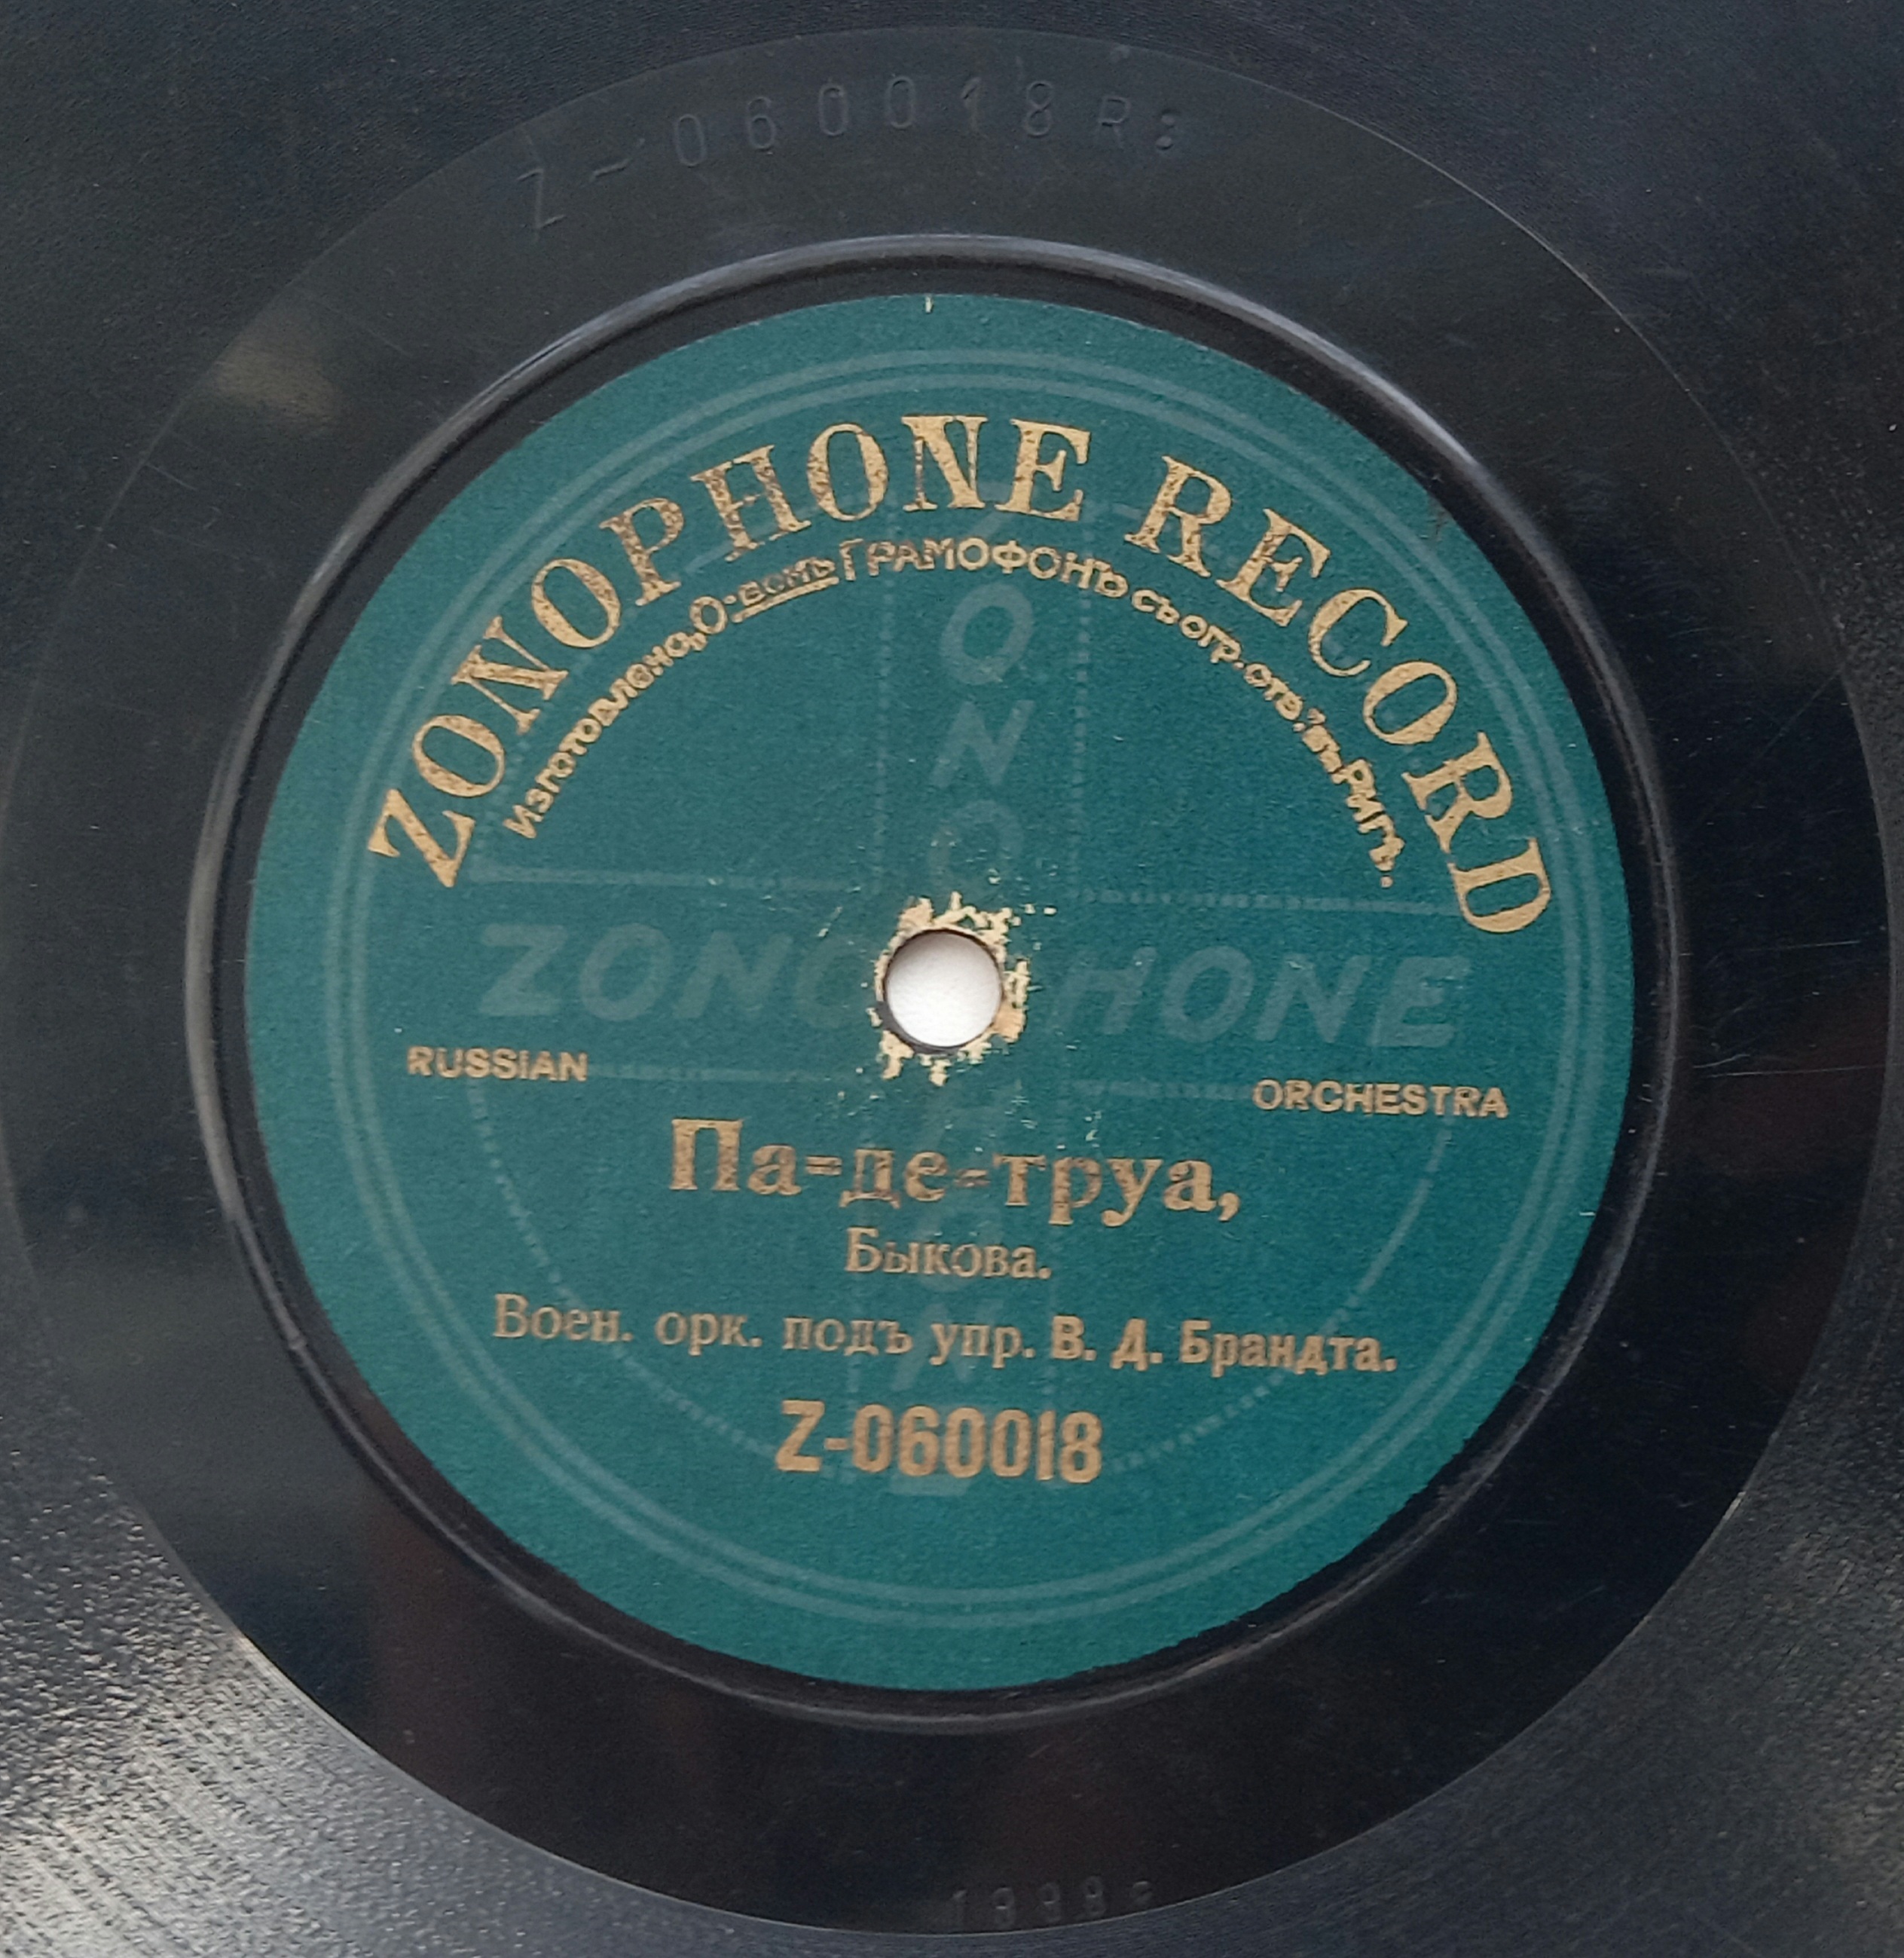 Z-060018R
ZONOPHONE RECORD
Изготовлено О-вомъ ГРАМОФОНЪ съ огр. отв. въ Ригѣ.
ZONOPHONE
RUSSIAN ORCHESTRA
Па-де-труа,
Быкова.
Воен. орк. подъ упр. В. Д. Брандта.
Z-060018